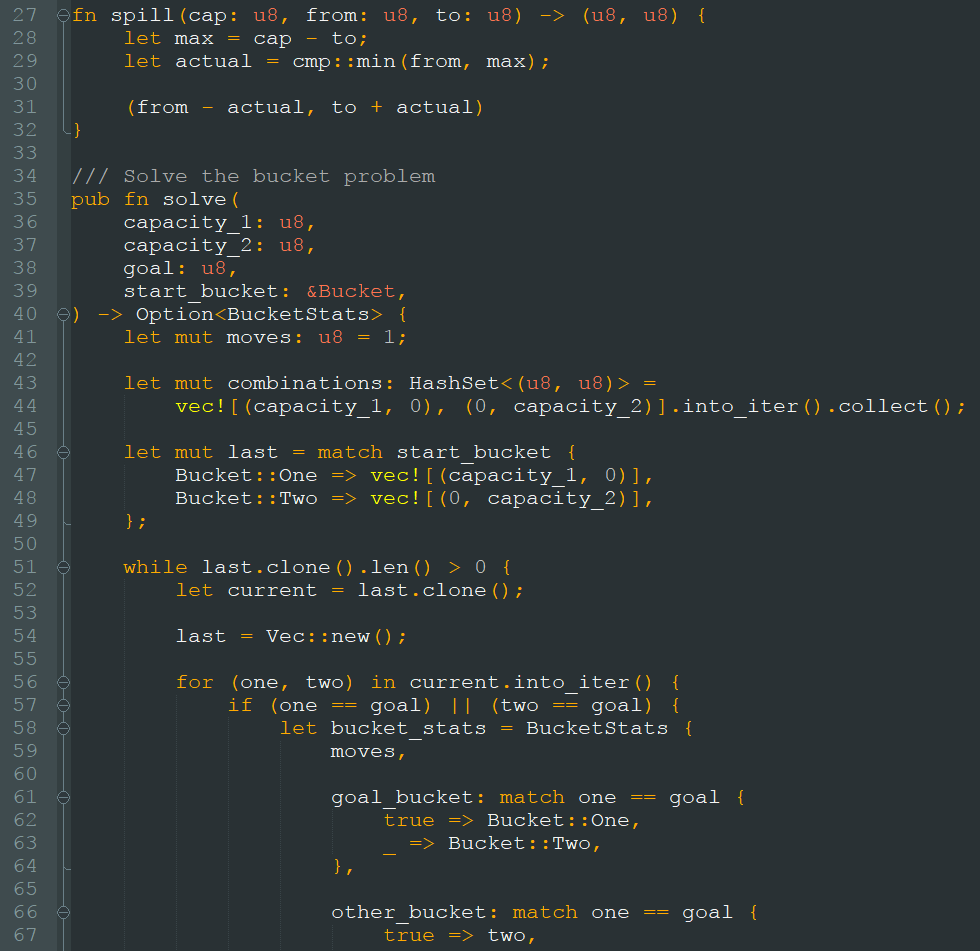 27 fn spill(cap: u8, from: u8, to: u8) -> (u8, u8) {
28     let max = cap - to;
29     let actual = cmp::min(from, max);
30
31     (from - actual, to + actual)
32 }
33
34 /// Solve the bucket problem
35 pub fn solve(
36     capacity_1: u8,
37     capacity_2: u8,
38     goal: u8,
39     start_bucket: &Bucket,
40 ) -> Option<BucketStats> {
41     let mut moves: u8 = 1;
42
43     let mut combinations: HashSet<(u8, u8)> =
44         vec![(capacity_1, 0), (0, capacity_2)].into_iter().collect();
45
46     let mut last = match start_bucket {
47         Bucket::One => vec![(capacity_1, 0)],
48         Bucket::Two => vec![(0, capacity_2)],
49     };
50
51     while last.clone().len() > 0 {
52         let current = last.clone();
53
54         last = Vec::new();
55
56         for (one, two) in current.into_iter() {
57             if (one == goal) || (two == goal) {
58                 let bucket_stats = BucketStats {
59                     moves,
60
61                     goal_bucket: match one == goal {
62                         true => Bucket::One,
63                         _ => Bucket::Two,
64                     },
65
66                     other_bucket: match one == goal {
67                         true => two,